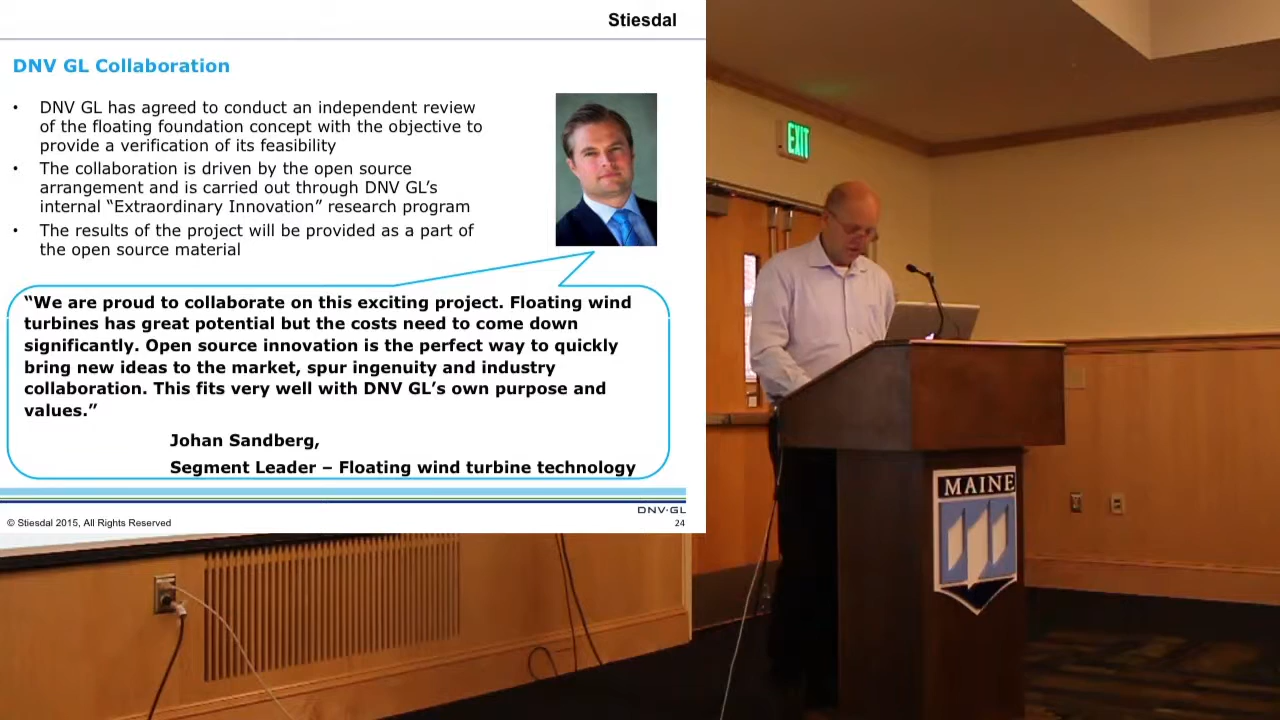 Stiesdal
DNV GL Collaboration
• DNV GL has agreed to conduct an independent review
of the floating foundation concept with the objective to
provide a verification of its feasibility
• The collaboration is driven by the open source
arrangement and is carried out through DNV GL’s
internal “Extraordinary Innovation” research program
• The results of the project will be provided as a part of
the open source material
“We are proud to collaborate on this exciting project. Floating wind
turbines has great potential but the costs need to come down
significantly. Open source innovation is the perfect way to quickly
bring new ideas to the market, spur ingenuity and industry
collaboration. This fits very well with DNV GL’s own purpose and
values.”
Johan Sandberg,
Segment Leader – Floating wind turbine technology
DNV·GL
© Stiesdal 2015, All Rights Reserved
24
EXIT
MAINE